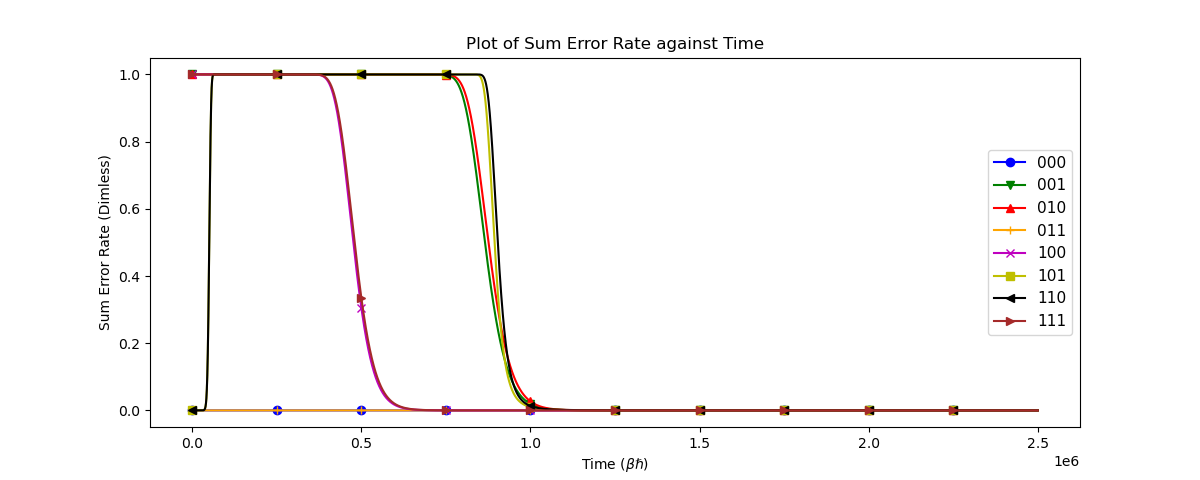 Plot of Sum Error Rate against Time
Sum Error Rate (Dimless)
1.0
0.8
0.6
0.4
0.2
0.0
0.0 0.5 1.0 1.5 2.0 2.5
1e6
Time (βℏ)
000
001
010
011
100
101
110
111